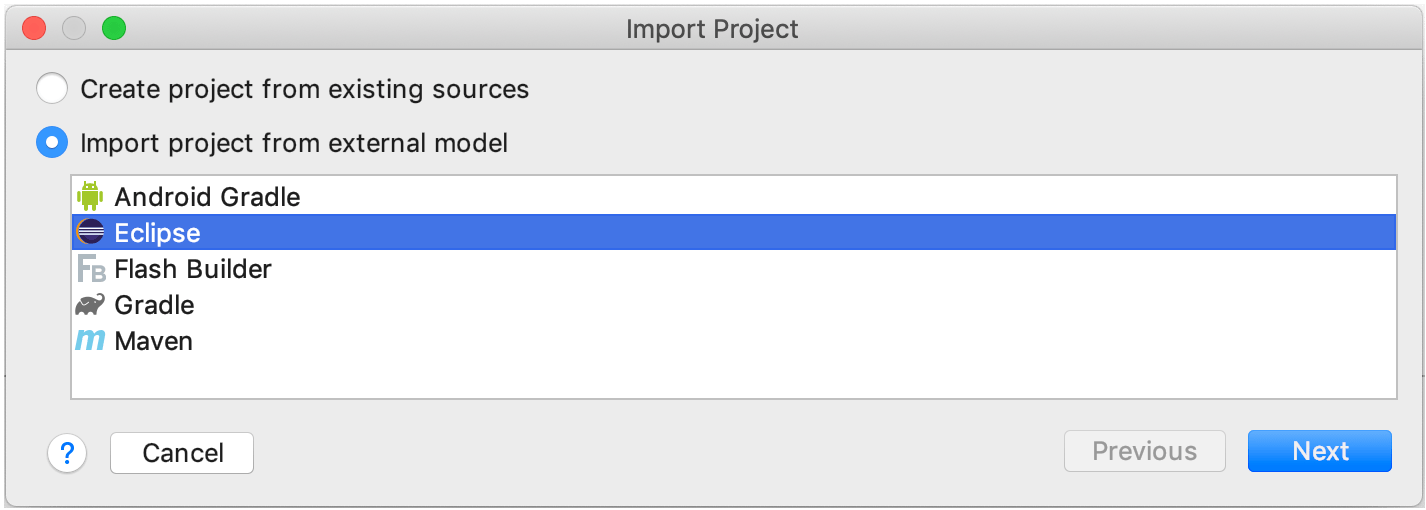 Import Project
Create project from existing sources
Import project from external model
Android Gradle
Eclipse
FB Flash Builder
Gradle
m Maven
? Cancel Previous Next